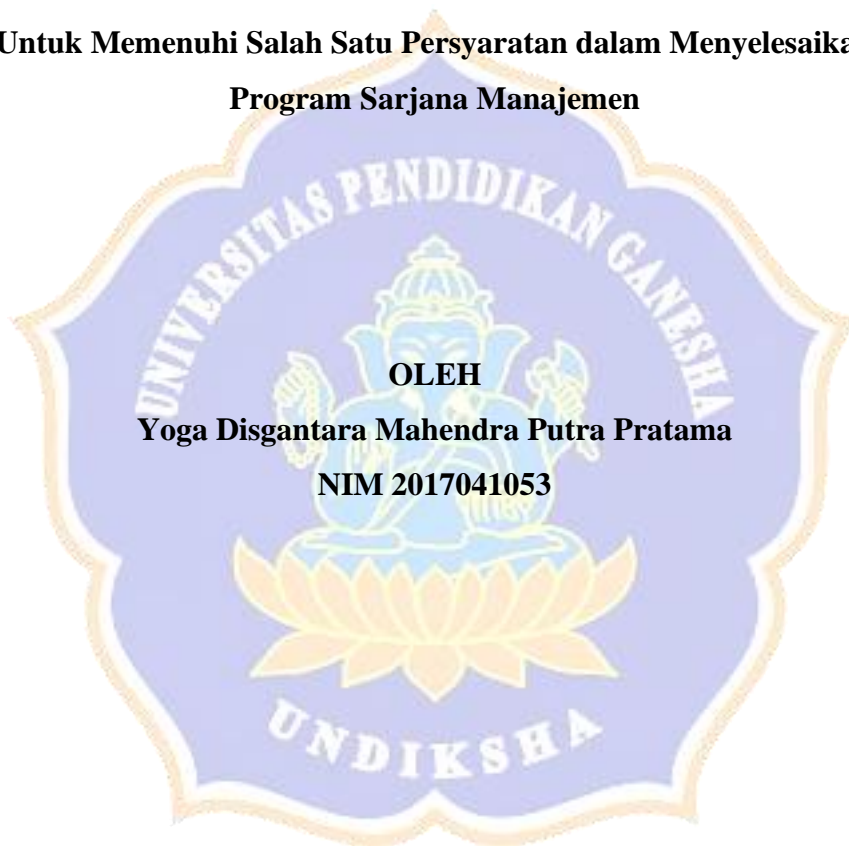 Untuk Memenuhi Salah Satu Persyaratan dalam Menyelesaika
Program Sarjana Manajemen
UNIVERSITAS PENDIDIKAN GANESHA
OLEH
Yoga Disgantara Mahendra Putra Pratama
NIM 2017041053
UNDIKSHA